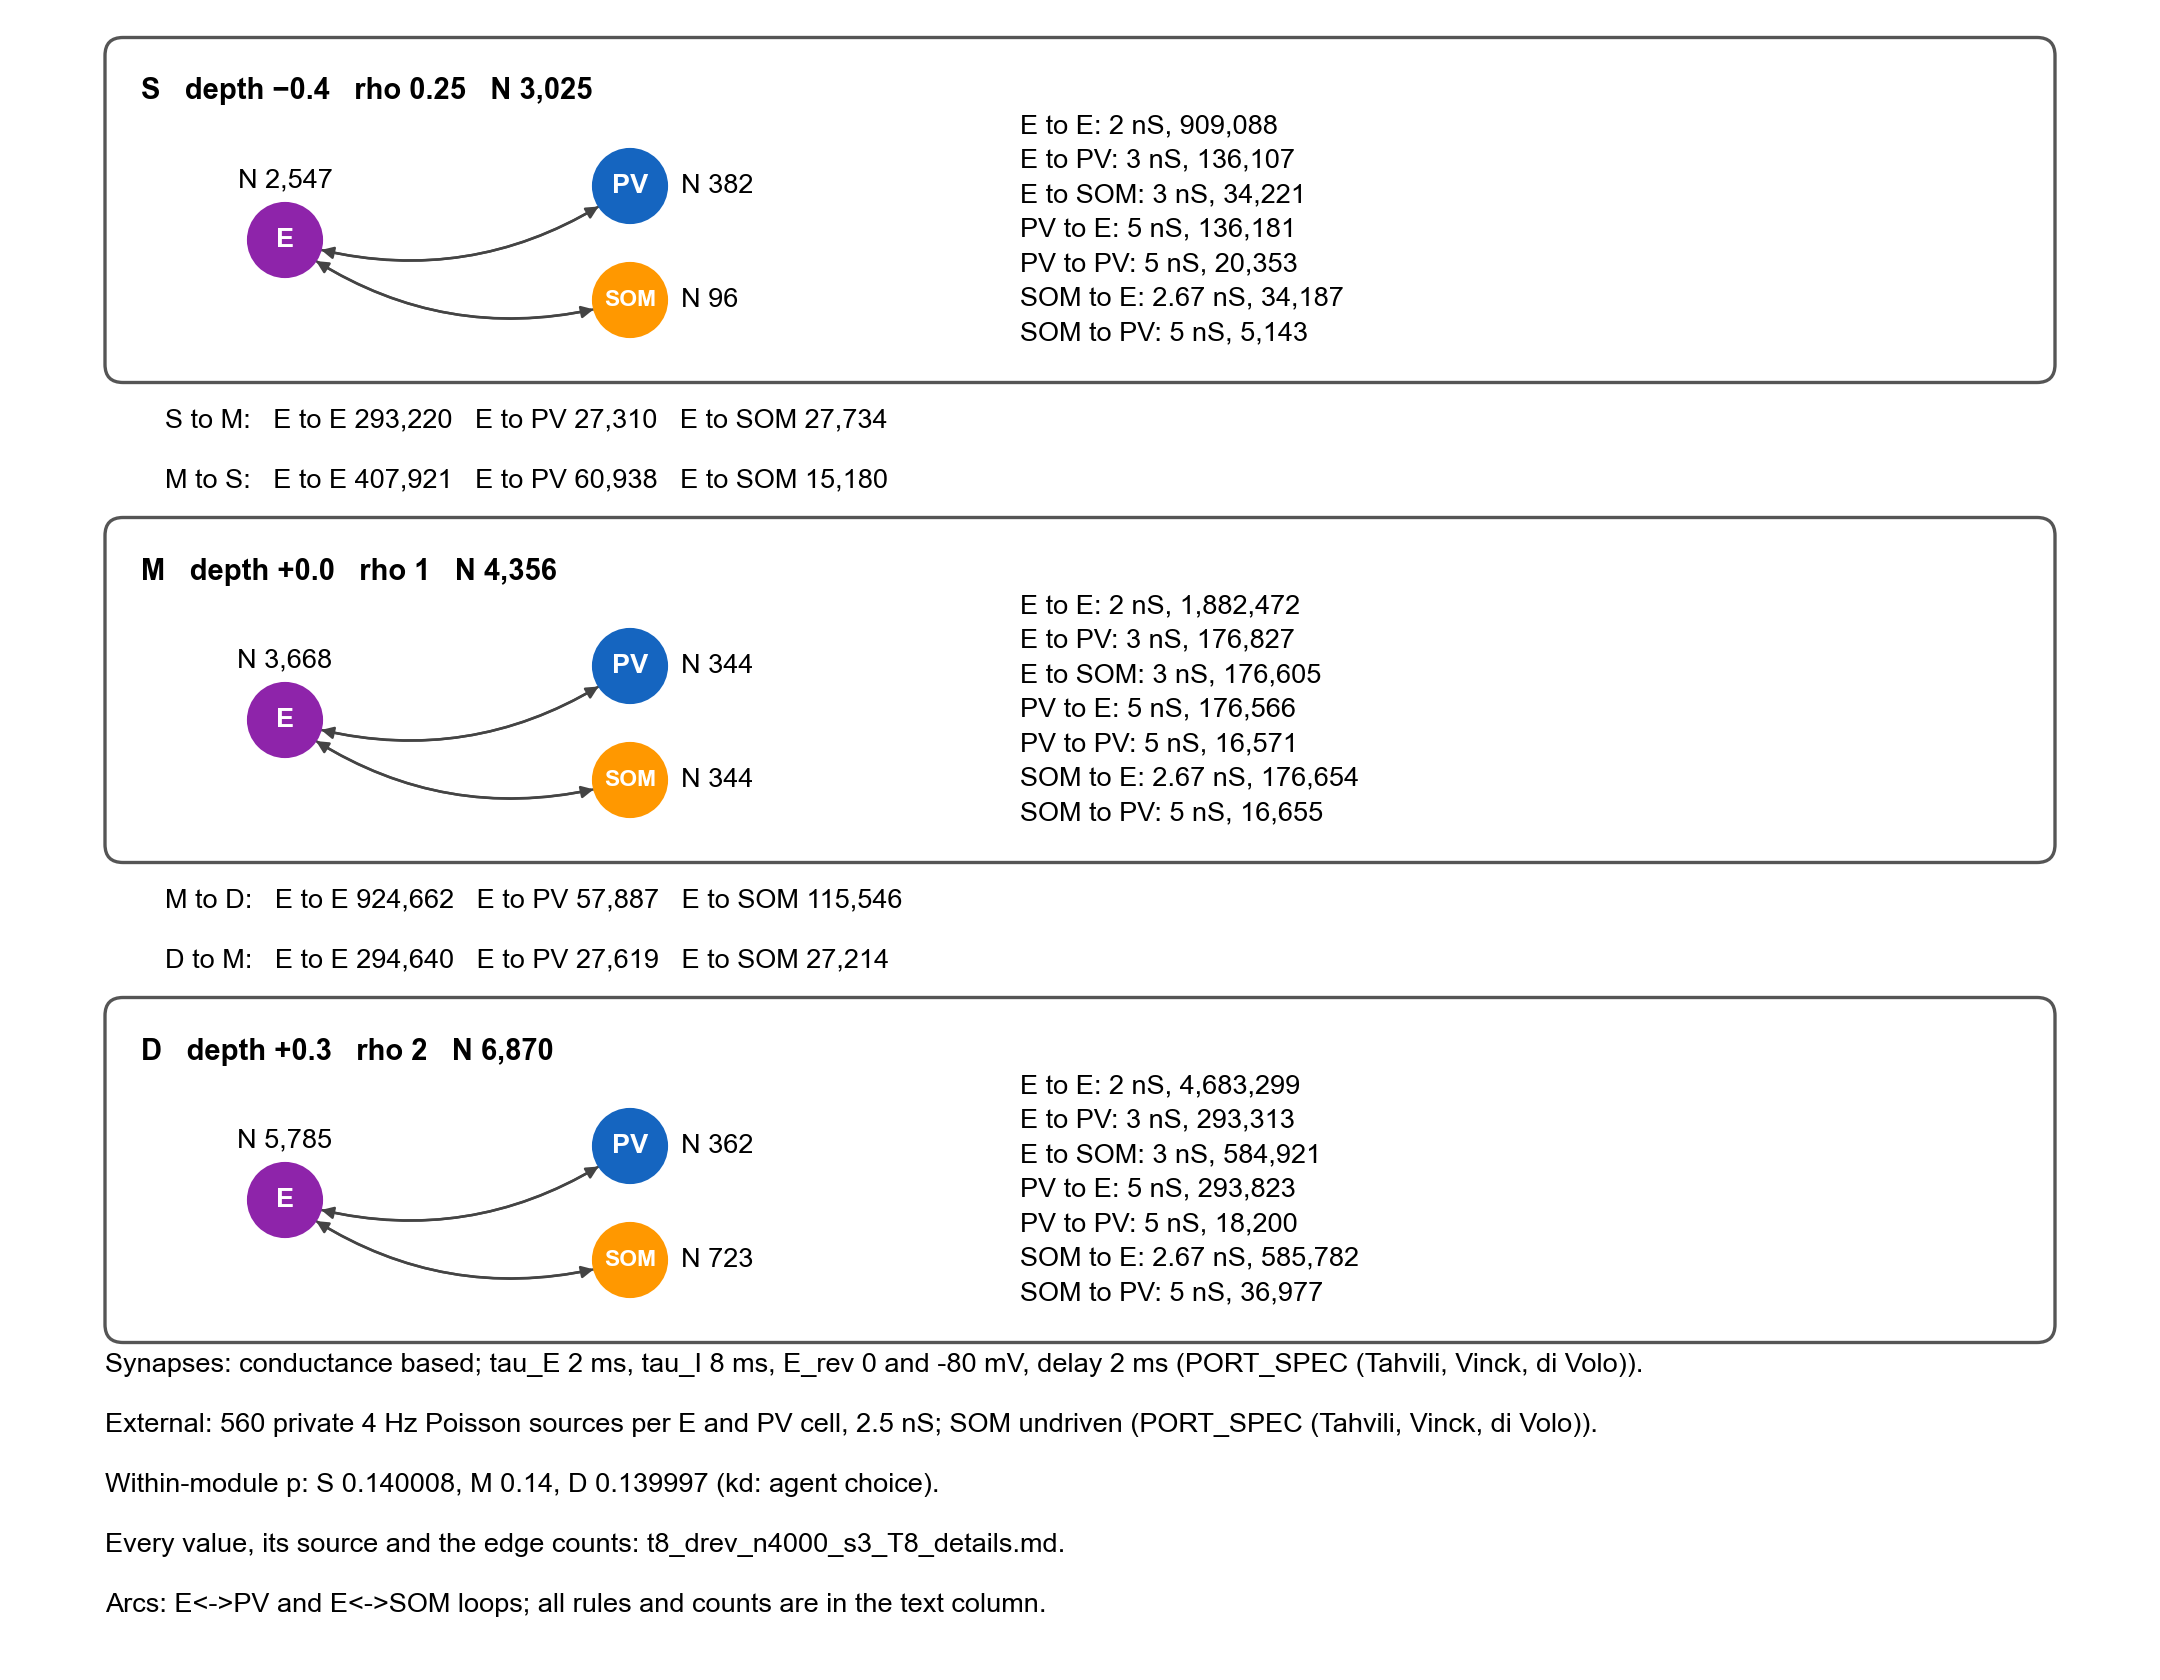 S depth −0.4 rho 0.25 N 3,025
N 2,547
E
PV
N 382
SOM
N 96
E to E: 2 nS, 909,088
E to PV: 3 nS, 136,107
E to SOM: 3 nS, 34,221
PV to E: 5 nS, 136,181
PV to PV: 5 nS, 20,353
SOM to E: 2.67 nS, 34,187
SOM to PV: 5 nS, 5,143
S to M: E to E 293,220 E to PV 27,310 E to SOM 27,734
M to S: E to E 407,921 E to PV 60,938 E to SOM 15,180
M depth +0.0 rho 1 N 4,356
N 3,668
E
PV
N 344
SOM
N 344
E to E: 2 nS, 1,882,472
E to PV: 3 nS, 176,827
E to SOM: 3 nS, 176,605
PV to E: 5 nS, 176,566
PV to PV: 5 nS, 16,571
SOM to E: 2.67 nS, 176,654
SOM to PV: 5 nS, 16,655
M to D: E to E 924,662 E to PV 57,887 E to SOM 115,546
D to M: E to E 294,640 E to PV 27,619 E to SOM 27,214
D depth +0.3 rho 2 N 6,870
N 5,785
E
PV
N 362
SOM
N 723
E to E: 2 nS, 4,683,299
E to PV: 3 nS, 293,313
E to SOM: 3 nS, 584,921
PV to E: 5 nS, 293,823
PV to PV: 5 nS, 18,200
SOM to E: 2.67 nS, 585,782
SOM to PV: 5 nS, 36,977
Synapses: conductance based; tau_E 2 ms, tau_I 8 ms, E_rev 0 and -80 mV, delay 2 ms (PORT_SPEC (Tahvili, Vinck, di Volo)).
External: 560 private 4 Hz Poisson sources per E and PV cell, 2.5 nS; SOM undriven (PORT_SPEC (Tahvili, Vinck, di Volo)).
Within-module p: S 0.140008, M 0.14, D 0.139997 (kd: agent choice).
Every value, its source and the edge counts: t8_drev_n4000_s3_T8_details.md.
Arcs: E<->PV and E<->SOM loops; all rules and counts are in the text column.